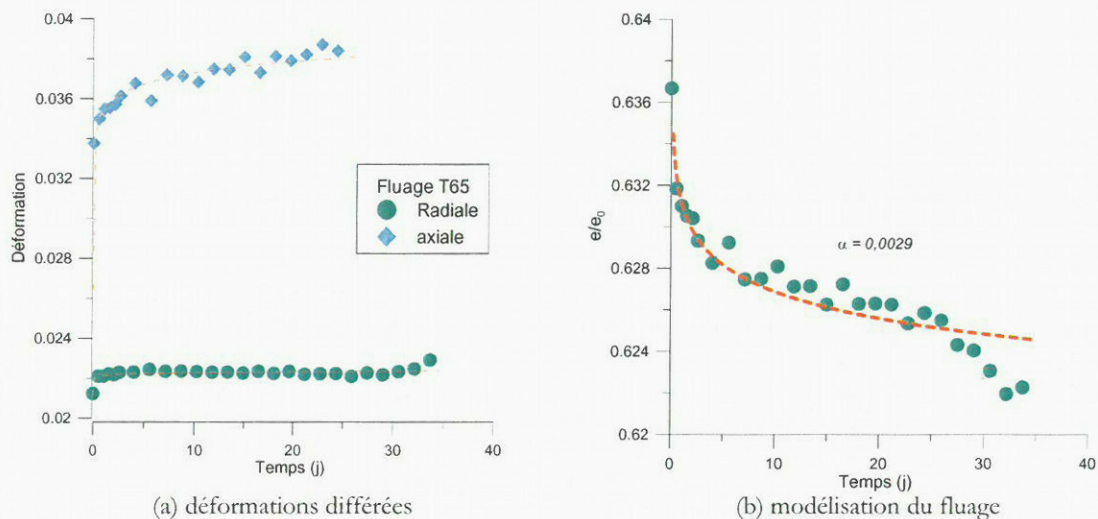 0.04
0.036
0.032
0.028
0.024
0.02
Déformation
Fluage T65
Radiale
axiale
0
10
20
30
40
Temps (j)
(a) déformations différées
0.64
0.636
0.632
0.628
0.624
0.62
e/e0
α = 0,0029
0
10
20
30
40
Temps (j)
(b) modélisation du fluage